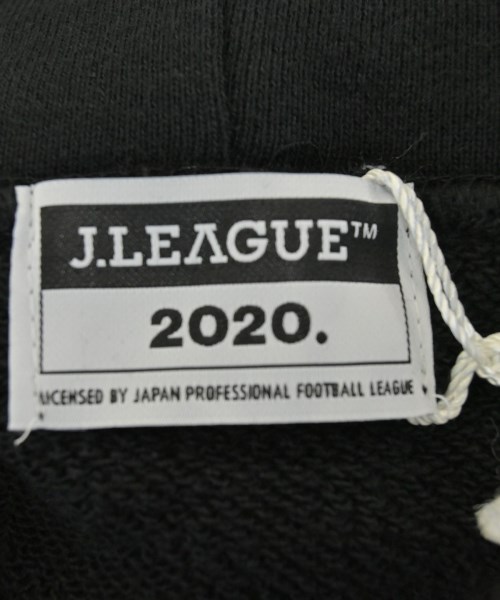 J.LEAGUE™
2020.
LICENSED BY JAPAN PROFESSIONAL FOOTBALL LEAGUE